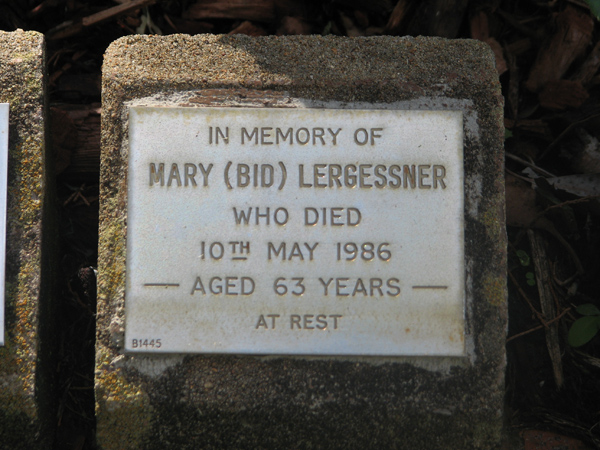 IN MEMORY OF
MARY (BID) LERGESSNER
WHO DIED
10TH MAY 1986
— AGED 63 YEARS —
AT REST
B1445